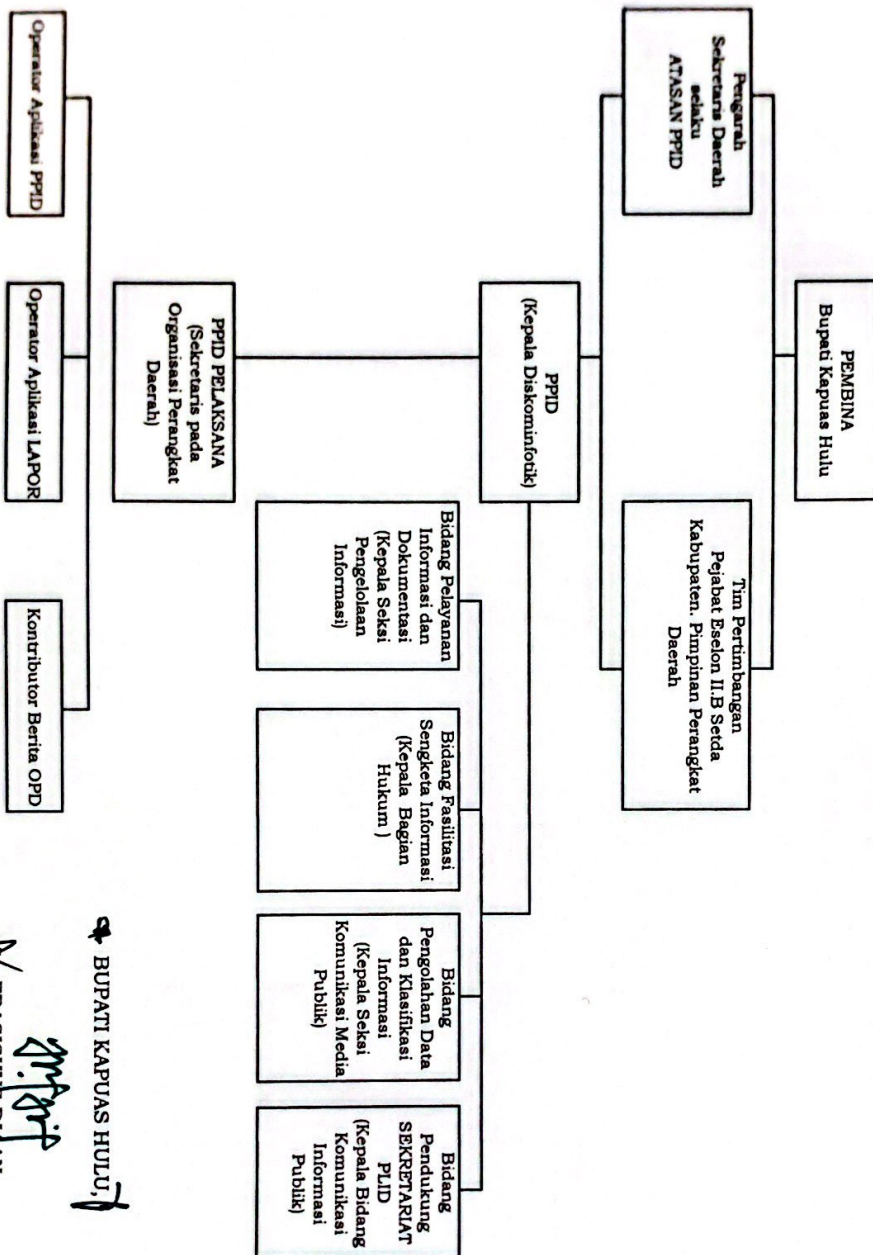 PEMBINA
Bupati Kapuas Hulu
Pengarah
Sekretaris Daerah
selaku
ATASAN PPID
Tim Pertimbangan
Pejabat Eselon II.B Setda
Kabupaten. Pimpinan Perangkat
Daerah
PPID
(Kepala Diskominfotik)
Bidang Pelayanan
Informasi dan
Dokumentasi
(Kepala Seksi
Pengelolaan
Informasi)
Bidang Fasilitasi
Sengketa Informasi
(Kepala Bagian
Hukum )
Bidang
Pengolahan Data
dan Klasifikasi
Informasi
(Kepala Seksi
Komunikasi Media
Publik)
Bidang
Pendukung
SEKRETARIAT
PLID
(Kepala Bidang
Komunikasi
Informasi
Publik)
PPID PELAKSANA
(Sekretaris pada
Organisasi Perangkat
Daerah)
Operator Aplikasi PPID
Operator Aplikasi LAPOR
Kontributor Berita OPD
BUPATI KAPUAS HULU,